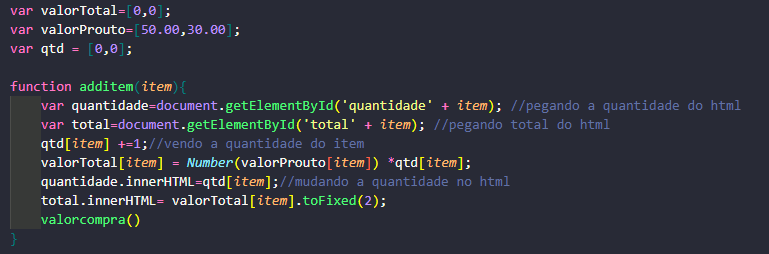 var valorTotal=[0,0];
var valorProuto=[50.00,30.00];
var qtd = [0,0];
function additem(item){
var quantidade=document.getElementById('quantidade' + item); //pegando a quantidade do html
var total=document.getElementById('total' + item); //pegando total do html
qtd[item] +=1;//vendo a quantidade do item
valorTotal[item] = Number(valorProuto[item]) *qtd[item];
quantidade.innerHTML=qtd[item];//mudando a quantidade no html
total.innerHTML= valorTotal[item].toFixed(2);
valorcompra()
}